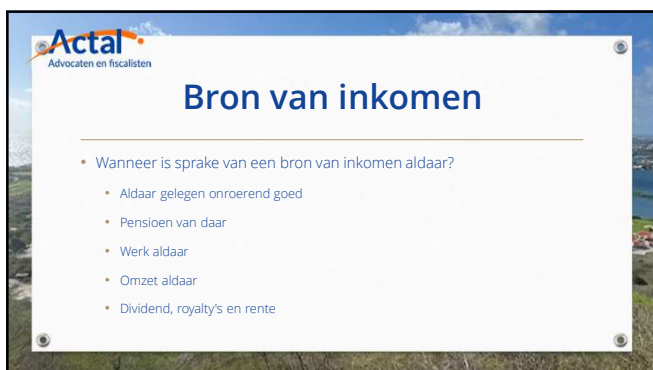 Actal
Advocaten en fiscalisten
Bron van inkomen
• Wanneer is sprake van een bron van inkomen aldaar?
• Aldaar gelegen onroerend goed
• Pensioen van daar
• Werk aldaar
• Omzet aldaar
• Dividend, royalty's en rente